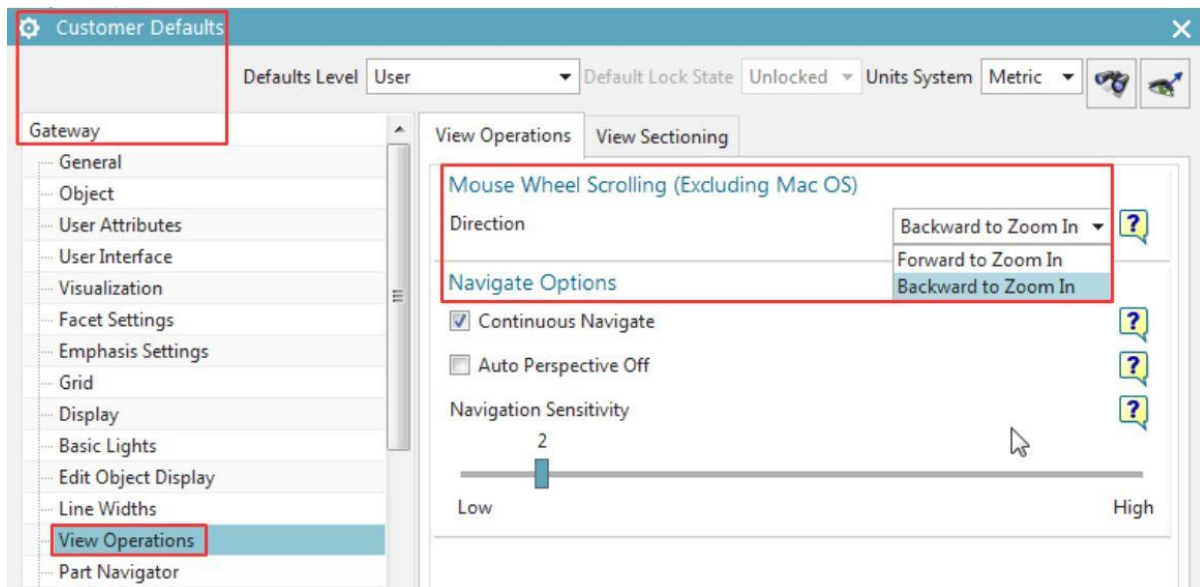 Customer Defaults
Defaults Level User Default Lock State Unlocked Units System Metric
Gateway
General
Object
User Attributes
User Interface
Visualization
Facet Settings
Emphasis Settings
Grid
Display
Basic Lights
Edit Object Display
Line Widths
View Operations
Part Navigator
View Operations View Sectioning
Mouse Wheel Scrolling (Excluding Mac OS)
Direction Backward to Zoom In ?
Forward to Zoom In
Backward to Zoom In
Navigate Options
Continuous Navigate ?
Auto Perspective Off ?
Navigation Sensitivity ?
2
Low High